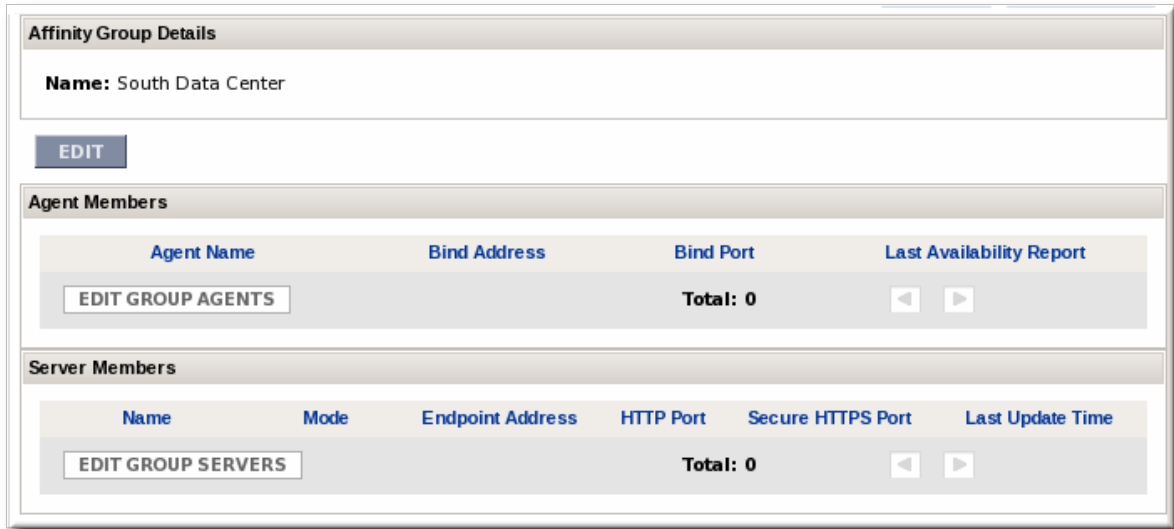 Affinity Group Details
Name: South Data Center
EDIT
Agent Members
Agent Name Bind Address Bind Port Last Availability Report
EDIT GROUP AGENTS Total: 0
Server Members
Name Mode Endpoint Address HTTP Port Secure HTTPS Port Last Update Time
EDIT GROUP SERVERS Total: 0